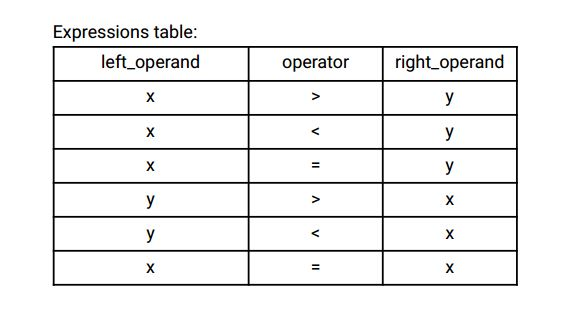 Expressions table:
left_operand operator right_operand
x > y
x < y
x = y
y > x
y < x
x = x